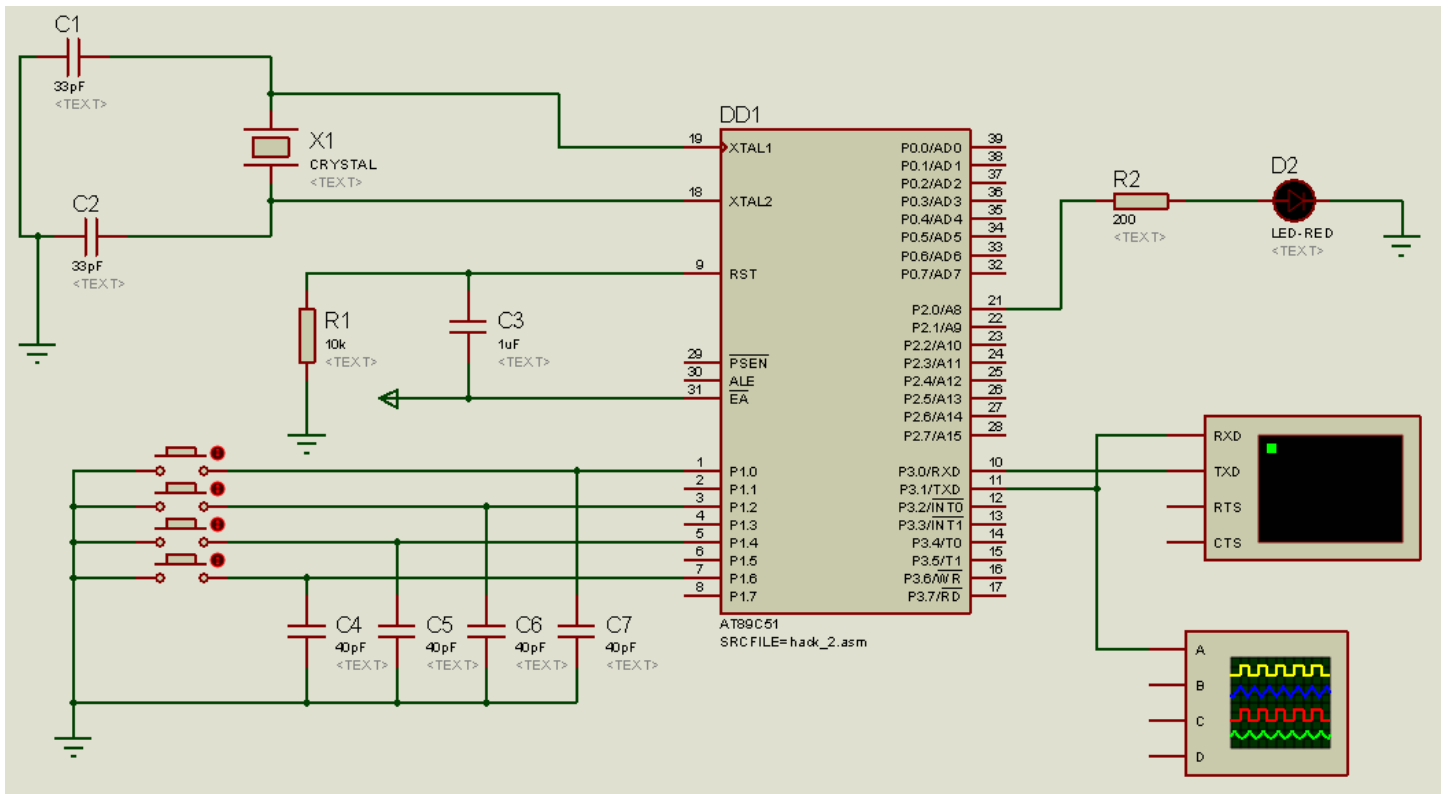 C1
33pF
<TEXT>
X1
CRYSTAL
<TEXT>
C2
33pF
<TEXT>
R1
10k
<TEXT>
C3
1uF
<TEXT>
DD1
19 XTAL1
18 XTAL2
9 RST
29 PSEN
30 ALE
31 EA
1 P1.0
2 P1.1
3 P1.2
4 P1.3
5 P1.4
6 P1.5
7 P1.6
8 P1.7
P0.0/AD0 39
P0.1/AD1 38
P0.2/AD2 37
P0.3/AD3 36
P0.4/AD4 35
P0.5/AD5 34
P0.6/AD6 33
P0.7/AD7 32
P2.0/A8 21
P2.1/A9 22
P2.2/A10 23
P2.3/A11 24
P2.4/A12 25
P2.5/A13 26
P2.6/A14 27
P2.7/A15 28
P3.0/RXD 10
P3.1/TXD 11
P3.2/INT0 12
P3.3/INT1 13
P3.4/T0 14
P3.5/T1 15
P3.6/WR 16
P3.7/RD 17
AT89C51
SRCFILE=hack_2.asm
R2
200
<TEXT>
D2
LED-RED
<TEXT>
RXD
TXD
RTS
CTS
C4
40pF
<TEXT>
C5
40pF
<TEXT>
C6
40pF
<TEXT>
C7
40pF
<TEXT>
A
B
C
D